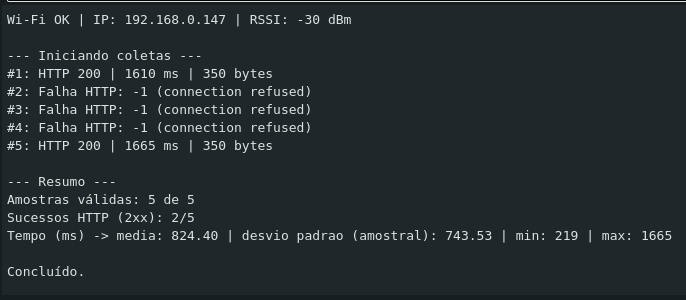 Wi-Fi OK | IP: 192.168.0.147 | RSSI: -30 dBm
--- Iniciando coletas ---
#1: HTTP 200 | 1610 ms | 350 bytes
#2: Falha HTTP: -1 (connection refused)
#3: Falha HTTP: -1 (connection refused)
#4: Falha HTTP: -1 (connection refused)
#5: HTTP 200 | 1665 ms | 350 bytes
--- Resumo ---
Amostras válidas: 5 de 5
Sucessos HTTP (2xx): 2/5
Tempo (ms) -> media: 824.40 | desvio padrao (amostral): 743.53 | min: 219 | max: 1665
Concluído.